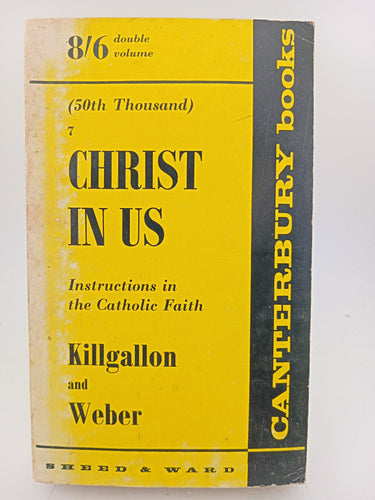 8/6 double
volume
(50th Thousand)
7
CHRIST
IN US
Instructions in
the Catholic Faith
Killgallon
and
Weber
SHEED & WARD
CANTERBURY books